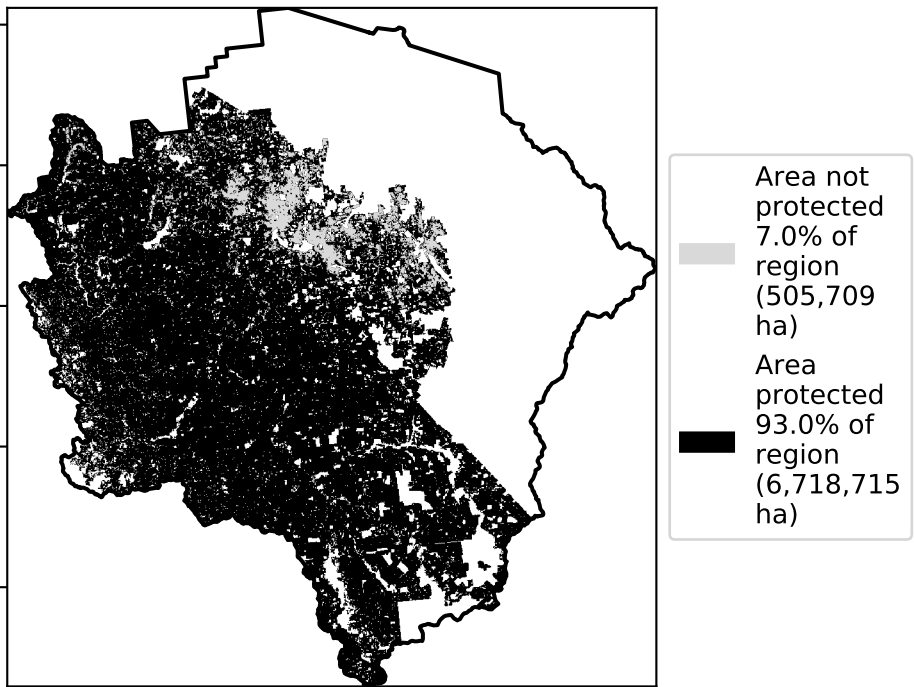 Area not
protected
7.0% of
region
(505,709
ha)
Area
protected
93.0% of
region
(6,718,715
ha)